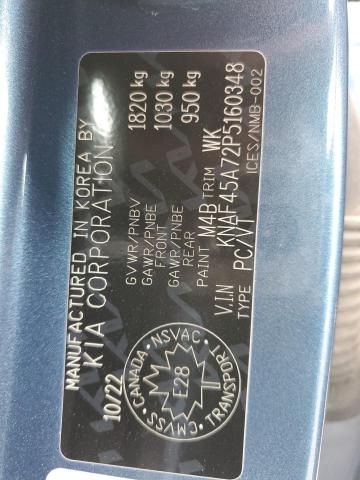 MANUFACTURED IN KOREA BY
KIA CORPORATION
10/22
GVWR/PNBV 1820 kg
GAWR/PNBE FRONT 1030 kg
GAWR/PNBE REAR 950 kg
PAINT M4B TRIM WK
V.I.N KNAF45A72P5160348
TYPE PC/VT ICES/NMB-002
CANADA NSVAC
E28
CMVSS TRANSPORT